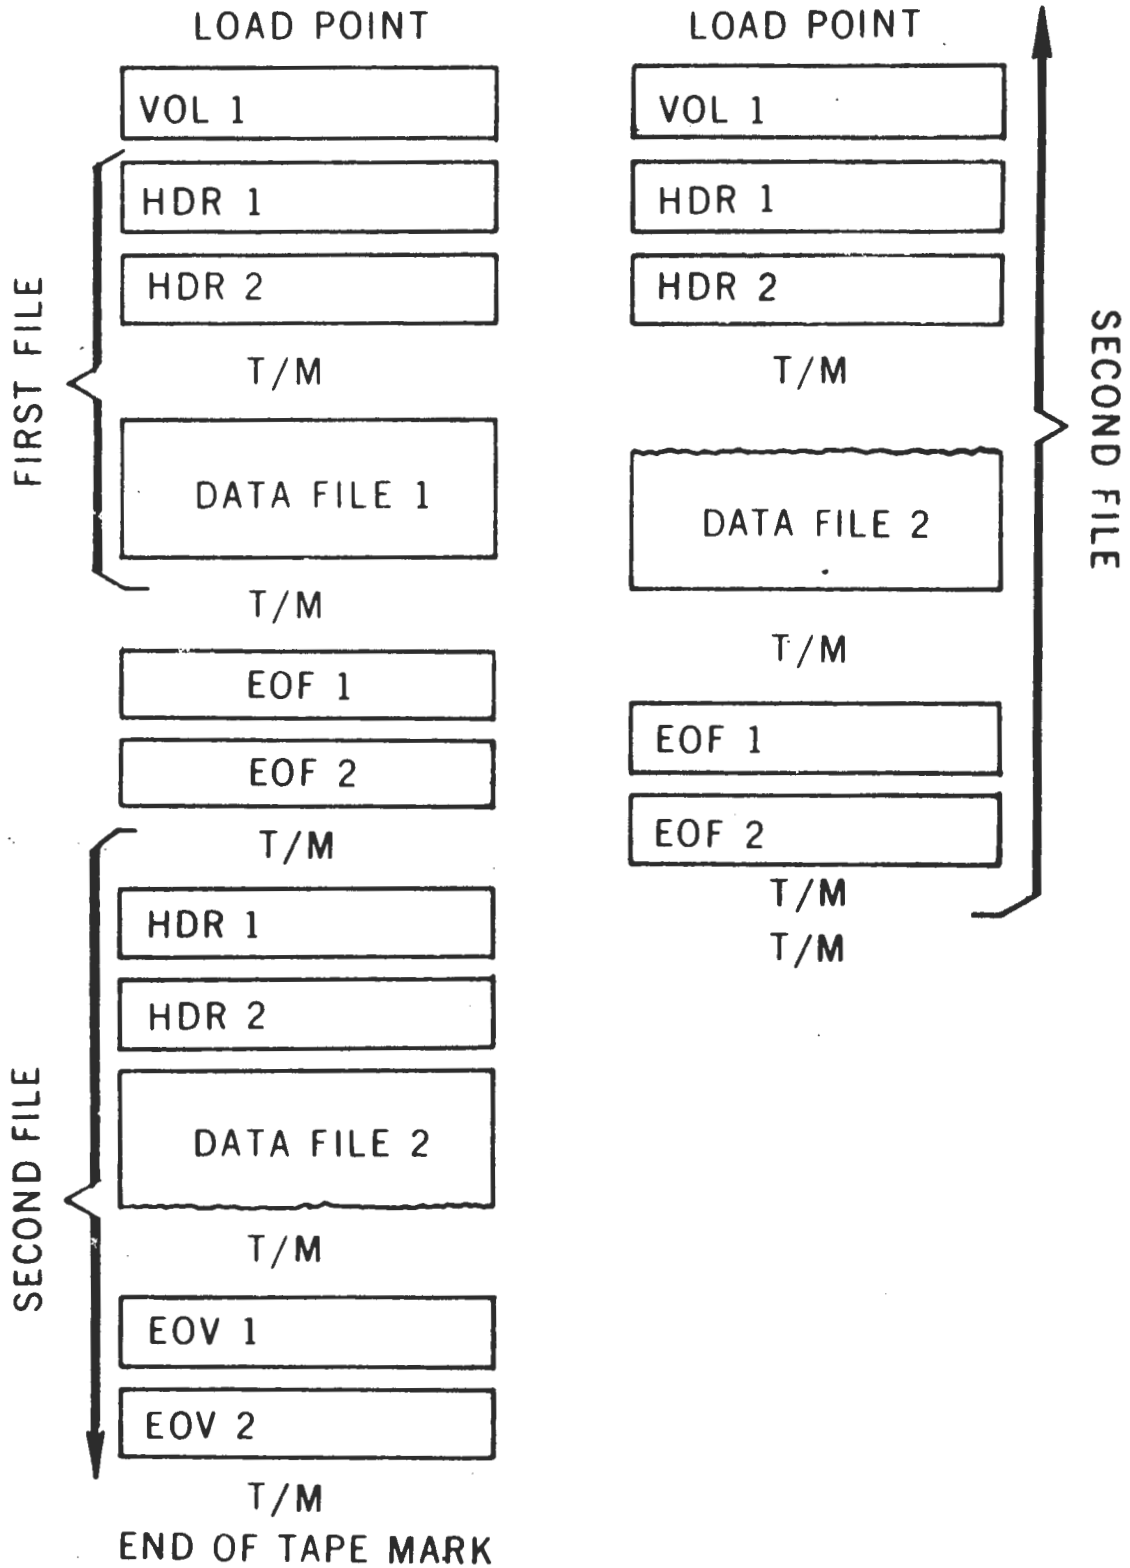 LOAD POINT
VOL 1
HDR 1
HDR 2
T/M
DATA FILE 1
T/M
EOF 1
EOF 2
T/M
HDR 1
HDR 2
DATA FILE 2
T/M
EOV 1
EOV 2
T/M
END OF TAPE MARK
FIRST FILE
SECOND FILE
LOAD POINT
VOL 1
HDR 1
HDR 2
T/M
DATA FILE 2
T/M
EOF 1
EOF 2
T/M
T/M
SECOND FILE